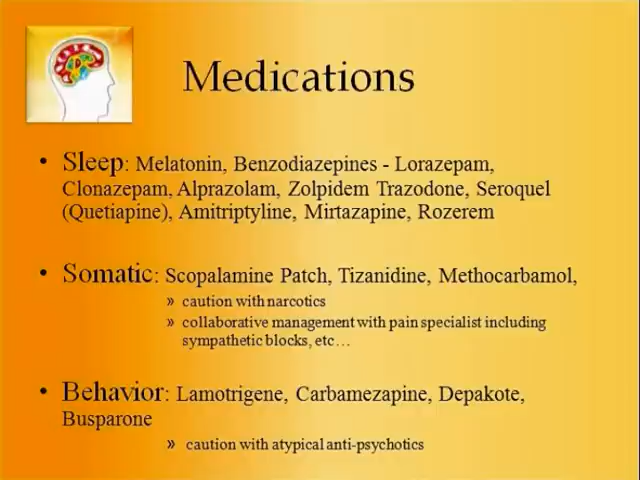 Medications
• Sleep: Melatonin, Benzodiazepines - Lorazepam,
Clonazepam, Alprazolam, Zolpidem Trazodone, Seroquel
(Quetiapine), Amitriptyline, Mirtazapine, Rozerem
• Somatic: Scopalamine Patch, Tizanidine, Methocarbamol,
» caution with narcotics
» collaborative management with pain specialist including
sympathetic blocks, etc…
• Behavior: Lamotrigene, Carbamezapine, Depakote,
Busparone
» caution with atypical anti-psychotics